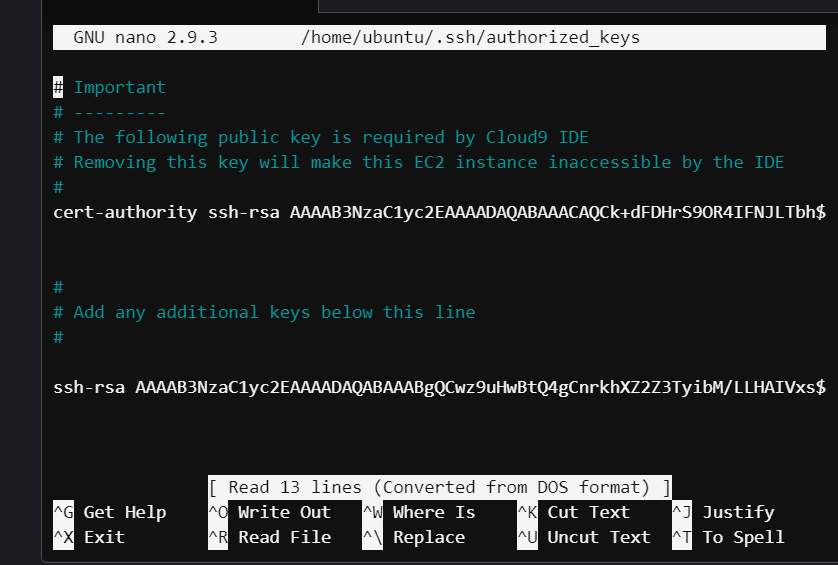 GNU nano 2.9.3 /home/ubuntu/.ssh/authorized_keys
# Important
# ---------
# The following public key is required by Cloud9 IDE
# Removing this key will make this EC2 instance inaccessible by the IDE
#
cert-authority ssh-rsa AAAAB3NzaC1yc2EAAAADAQABAAACAQCk+dFDHrS9OR4IFNJLTbh$
#
# Add any additional keys below this line
#
ssh-rsa AAAAB3NzaC1yc2EAAAADAQABAAABgQCwz9uHwBtQ4gCnrkhXZ2Z3TyibM/LLHAIVxs$
[ Read 13 lines (Converted from DOS format) ]
^G Get Help ^O Write Out ^W Where Is ^K Cut Text ^J Justify
^X Exit ^R Read File ^\ Replace ^U Uncut Text ^T To Spell